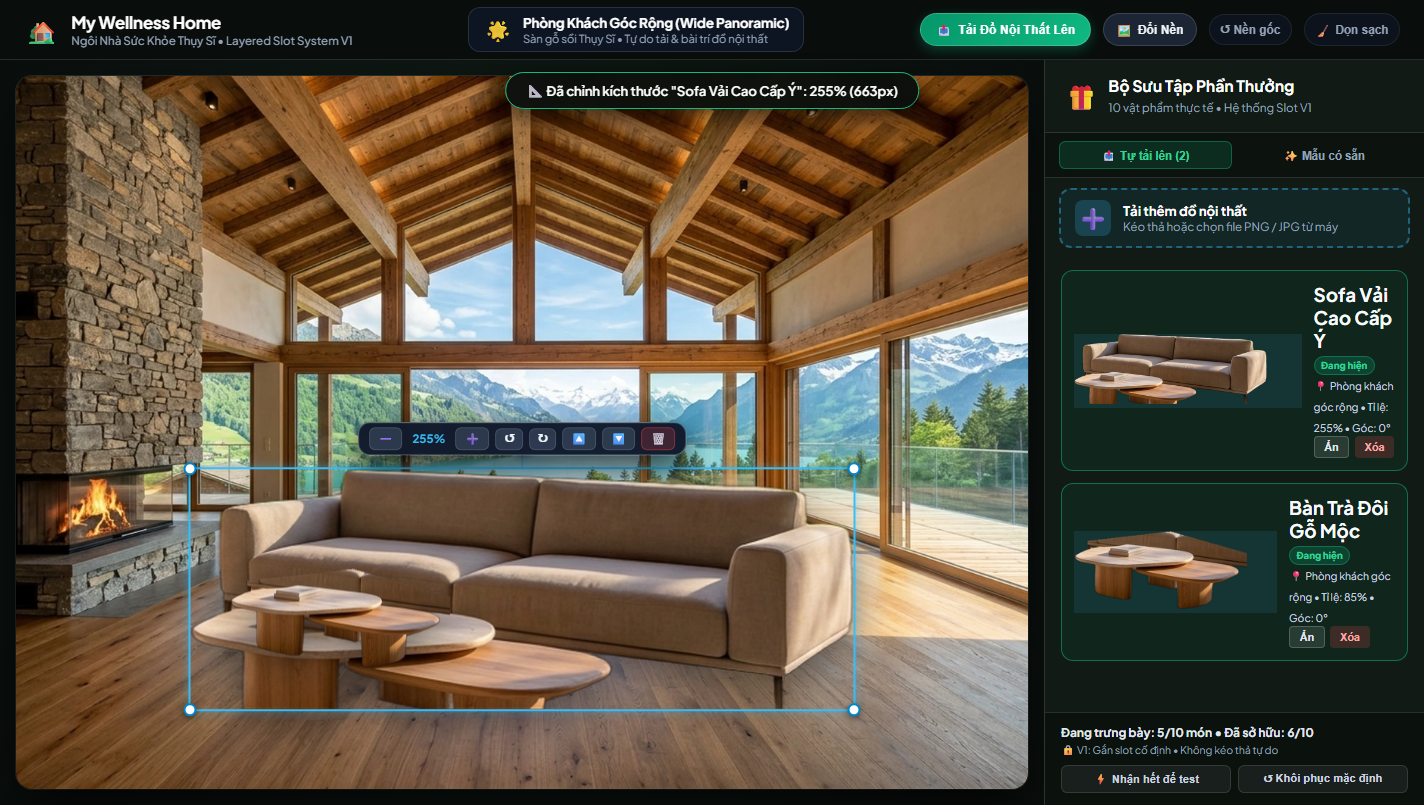 My Wellness Home
Ngôi Nhà Sức Khỏe Thụy Sĩ • Layered Slot System V1
Phòng Khách Góc Rộng (Wide Panoramic)
Sàn gỗ sồi Thụy Sĩ • Tự do tải & bài trí đồ nội thất
Tải Đồ Nội Thất Lên
Đổi Nền
↺ Nền gốc
Dọn sạch
Đã chỉnh kích thước "Sofa Vải Cao Cấp Ý": 255% (663px)
255%
Bộ Sưu Tập Phần Thưởng
10 vật phẩm thực tế • Hệ thống Slot V1
Tự tải lên (2)
Mẫu có sẵn
Tải thêm đồ nội thất
Kéo thả hoặc chọn file PNG / JPG từ máy
Sofa Vải
Cao Cấp
Ý
Đang hiện
Phòng khách
góc rộng • Tỉ lệ:
255% • Góc: 0°
Ẩn
Xóa
Bàn Trà Đôi
Gỗ Mộc
Đang hiện
Phòng khách góc
rộng • Tỉ lệ: 85% •
Góc: 0°
Ẩn
Xóa
Đang trưng bày: 5/10 món • Đã sở hữu: 6/10
V1: Gắn slot cố định • Không kéo thả tự do
Nhận hết để test
↺ Khôi phục mặc định